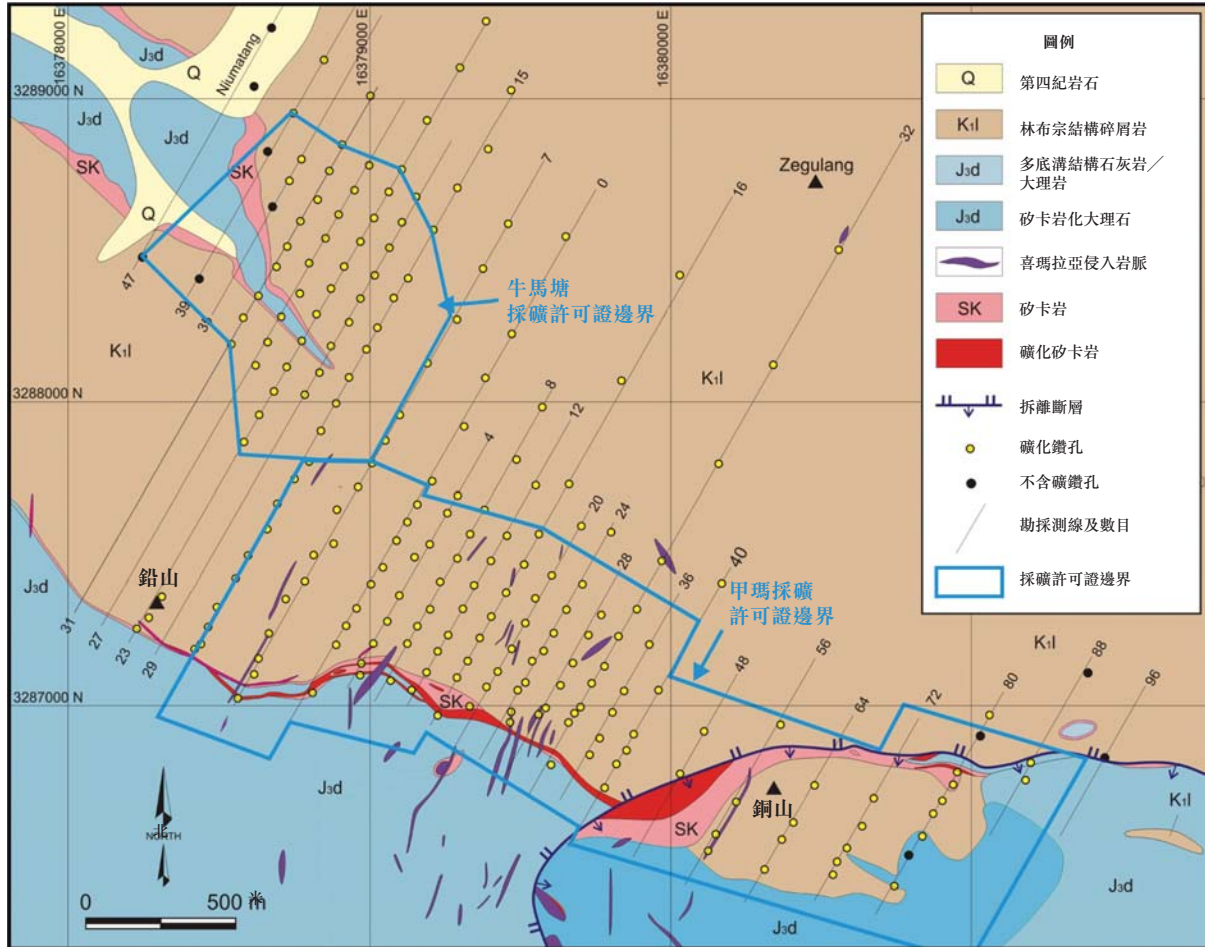 16378000 E
16379000 E
16380000 E
3289000 N
3288000 N
3287000 N
J₃d
Q
Niumatang
J₃d
J₃d
SK
SK
Q
15
7
0
16
32
Zegulang
47
39
35
K₁l
牛馬塘
採礦許可證邊界
K₁l
8
12
4
20
24
28
36
40
甲瑪採礦
許可證邊界
鉛山
J₃d
31
27
23
29
SK
48
56
64
72
80
88
96
K₁l
SK
銅山
K₁l
J₃d
J₃d
J₃d
北
NORTH
0
500 m
米
圖例
Q
第四紀岩石
K₁l
林布宗結構碎屑岩
J₃d
多底溝結構石灰岩／
大理岩
J₃d
矽卡岩化大理石
喜瑪拉亞侵入岩脈
SK
矽卡岩
礦化矽卡岩
拆離斷層
礦化鑽孔
不含礦鑽孔
勘採測線及數目
採礦許可證邊界